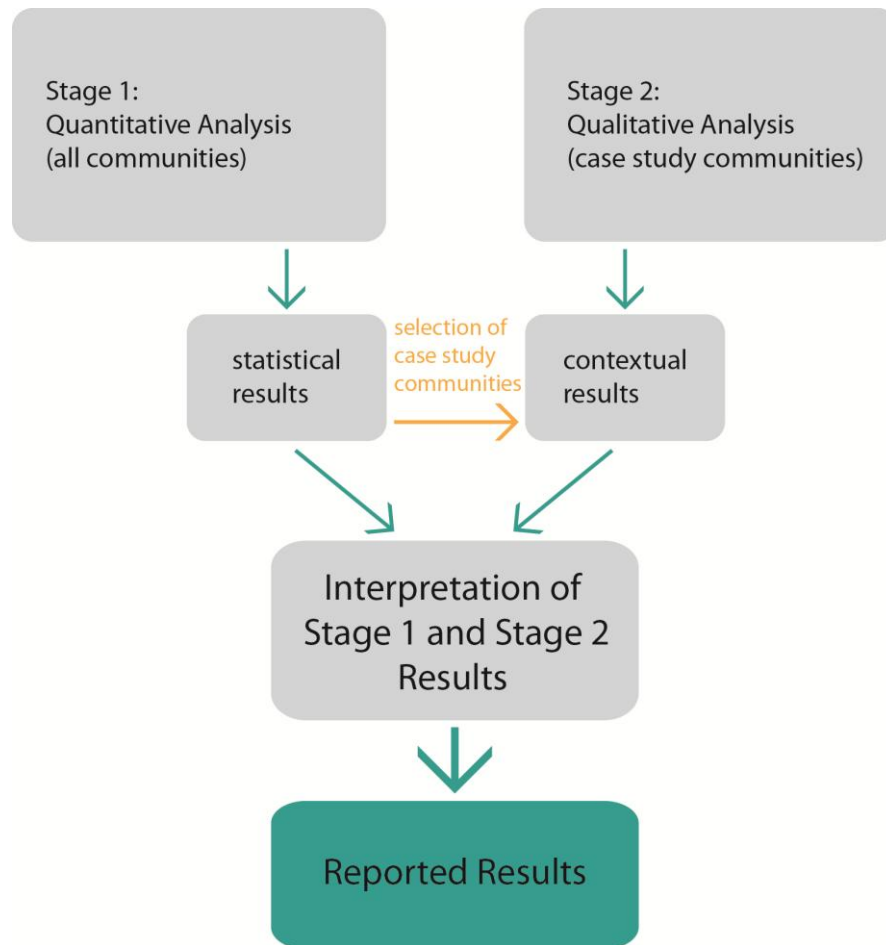 Stage 1:
Quantitative Analysis
(all communities)
Stage 2:
Qualitative Analysis
(case study communities)
statistical
results
selection of
case study
communities
contextual
results
Interpretation of
Stage 1 and Stage 2
Results
Reported Results